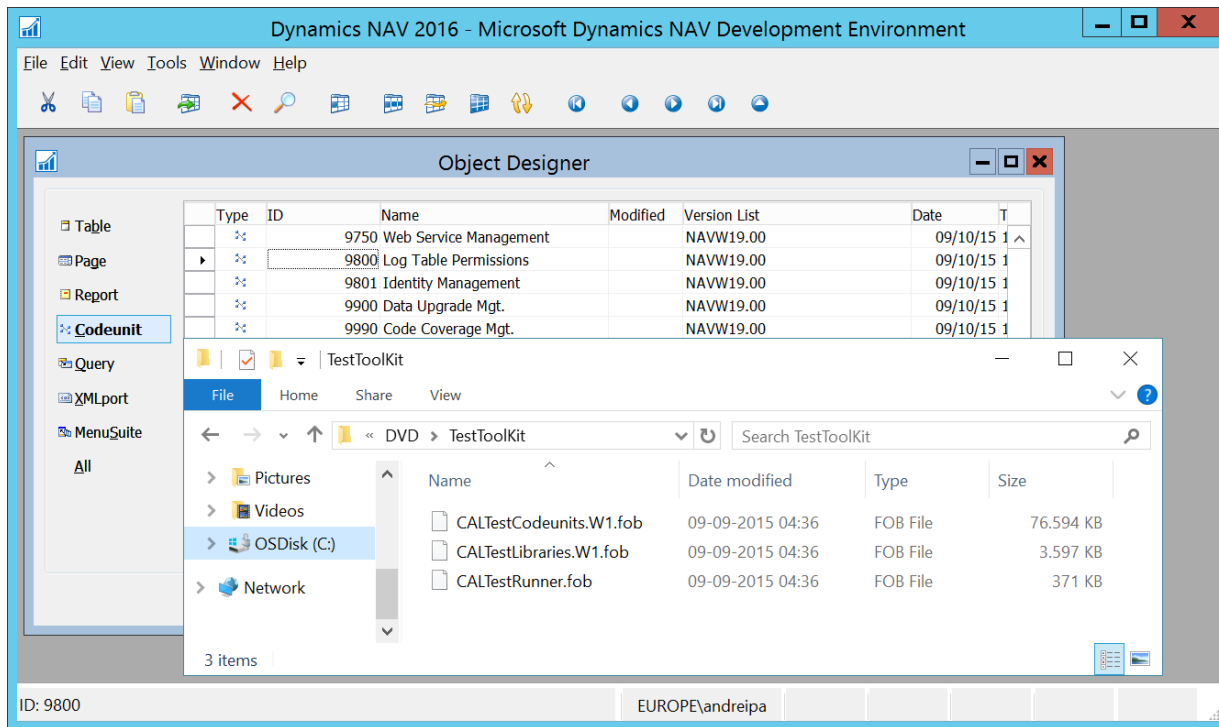 Dynamics NAV 2016 - Microsoft Dynamics NAV Development Environment
File Edit View Tools Window Help
Object Designer
Type ID Name Modified Version List Date T
Table
9750 Web Service Management NAVW19.00 09/10/15 1
Page
9800 Log Table Permissions NAVW19.00 09/10/15 1
Report
9801 Identity Management NAVW19.00 09/10/15 1
9900 Data Upgrade Mgt. NAVW19.00 09/10/15 1
Codeunit
9990 Code Coverage Mgt. NAVW19.00 09/10/15 1
Query
XMLport
MenuSuite
All
TestToolKit
File Home Share View
« DVD > TestToolKit
Search TestToolKit
Pictures
Videos
OSDisk (C:)
Network
Name Date modified Type Size
CALTestCodeunits.W1.fob 09-09-2015 04:36 FOB File 76.594 KB
CALTestLibraries.W1.fob 09-09-2015 04:36 FOB File 3.597 KB
CALTestRunner.fob 09-09-2015 04:36 FOB File 371 KB
3 items
ID: 9800
EUROPE\andreipa